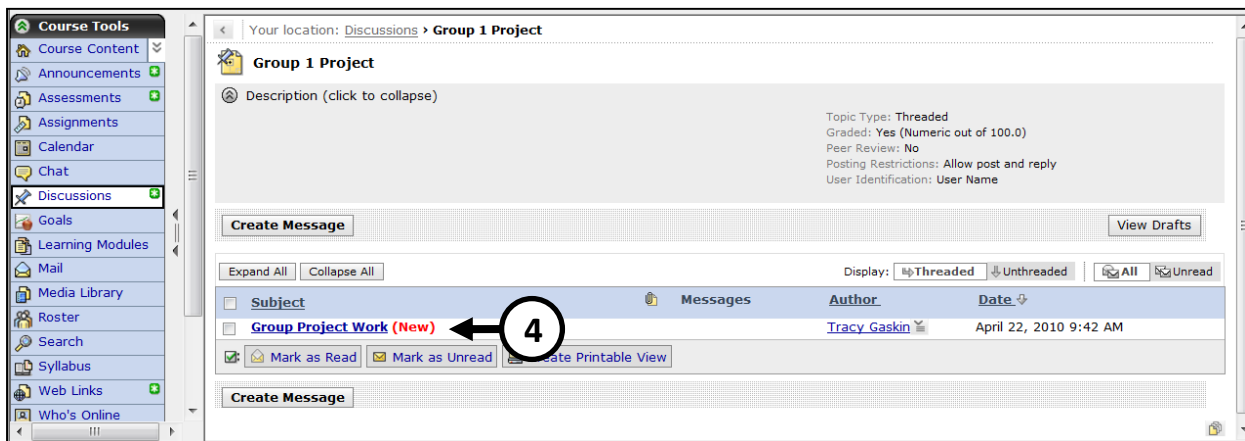 Course Tools
Course Content
Announcements
Assessments
Assignments
Calendar
Chat
Discussions
Goals
Learning Modules
Mail
Media Library
Roster
Search
Syllabus
Web Links
Who's Online
Your location: Discussions › Group 1 Project
Group 1 Project
Description (click to collapse)
Topic Type: Threaded
Graded: Yes (Numeric out of 100.0)
Peer Review: No
Posting Restrictions: Allow post and reply
User Identification: User Name
Create Message View Drafts
Expand All Collapse All Display: Threaded Unthreaded All Unread
Subject Messages Author Date
Group Project Work (New) 4 Tracy Gaskin April 22, 2010 9:42 AM
Mark as Read Mark as Unread Create Printable View
Create Message